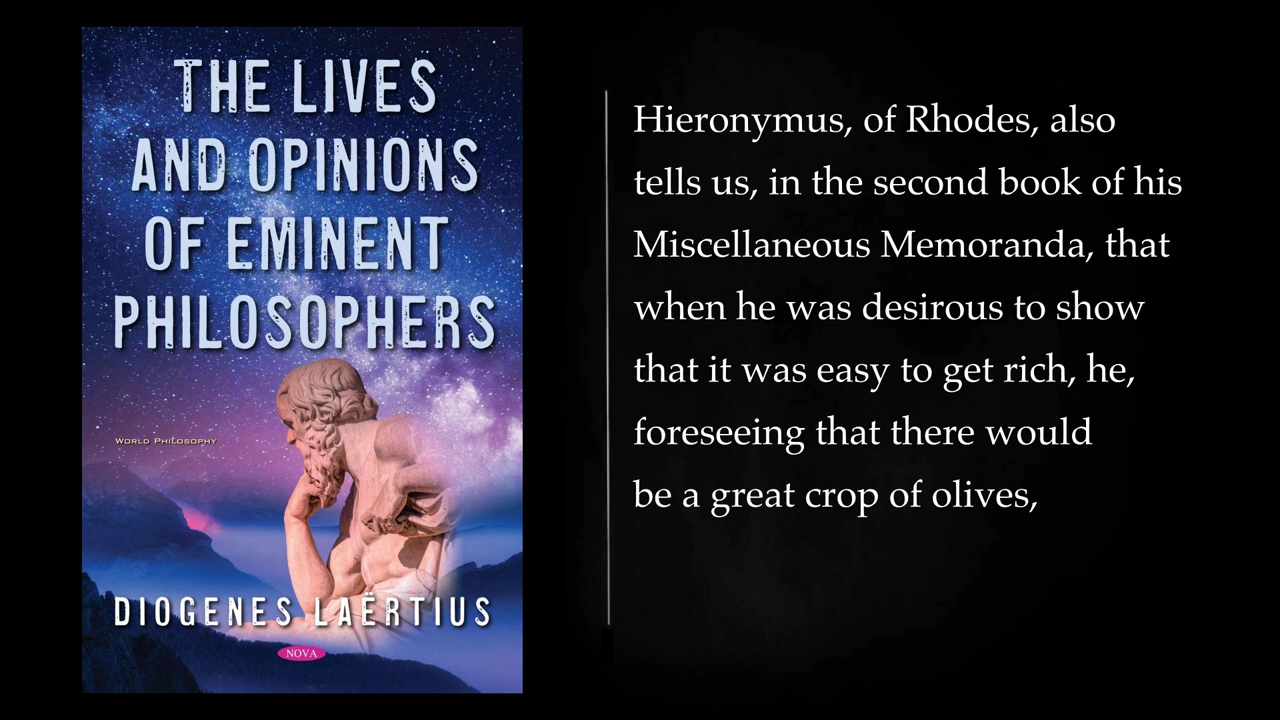 THE LIVES
AND OPINIONS
OF EMINENT
PHILOSOPHERS
WORLD PHILOSOPHY
DIOGENES LAËRTIUS
NOVA
Hieronymus, of Rhodes, also
tells us, in the second book of his
Miscellaneous Memoranda, that
when he was desirous to show
that it was easy to get rich, he,
foreseeing that there would
be a great crop of olives,